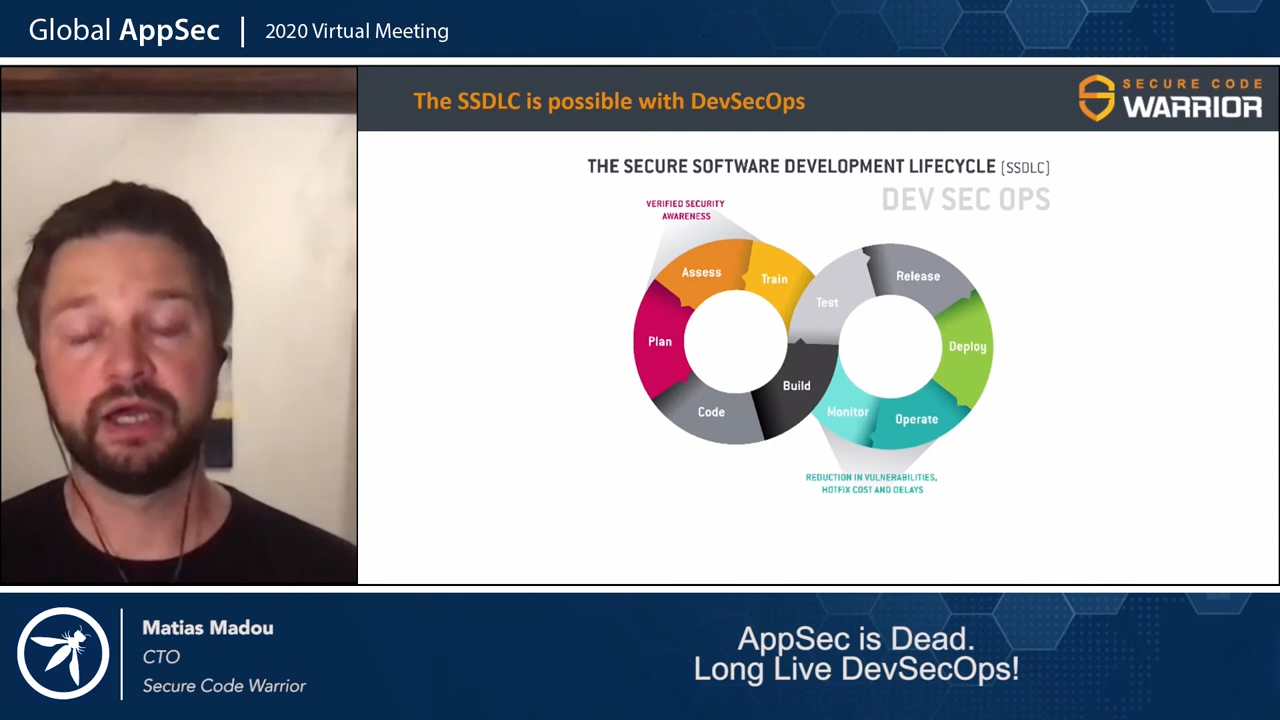 Global AppSec | 2020 Virtual Meeting
The SSDLC is possible with DevSecOps
SECURE CODE
WARRIOR
THE SECURE SOFTWARE DEVELOPMENT LIFECYCLE [SSDLC]
DEV SEC OPS
VERIFIED SECURITY
AWARENESS
Assess
Train
Test
Release
Plan
Deploy
Build
Code
Monitor
Operate
REDUCTION IN VULNERABILITIES,
HOTFIX COST AND DELAYS
Matias Madou
CTO
Secure Code Warrior
AppSec is Dead.
Long Live DevSecOps!